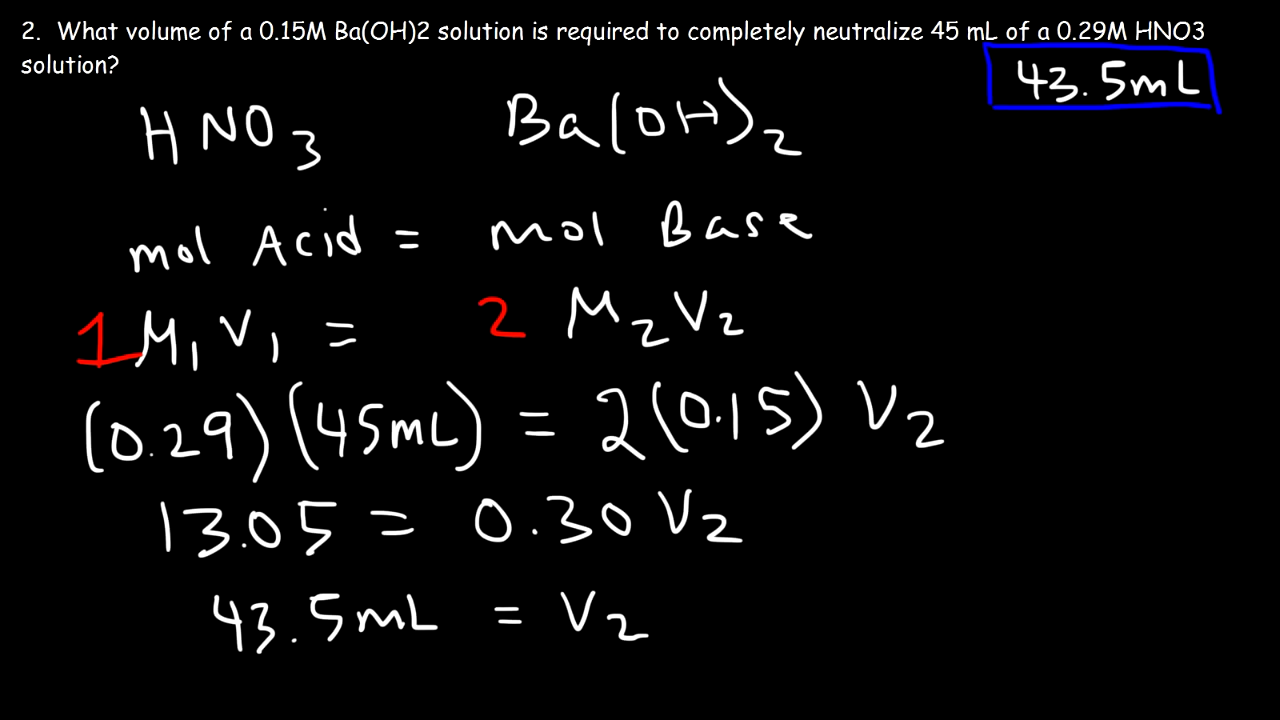 2. What volume of a 0.15M Ba(OH)2 solution is required to completely neutralize 45 mL of a 0.29M HNO3
solution?
43.5mL
HNO3 Ba(OH)2
mol Acid = mol Base
1M1V1 = 2 M2V2
(0.29)(45mL) = 2(0.15) V2
13.05 = 0.30 V2
43.5mL = V2